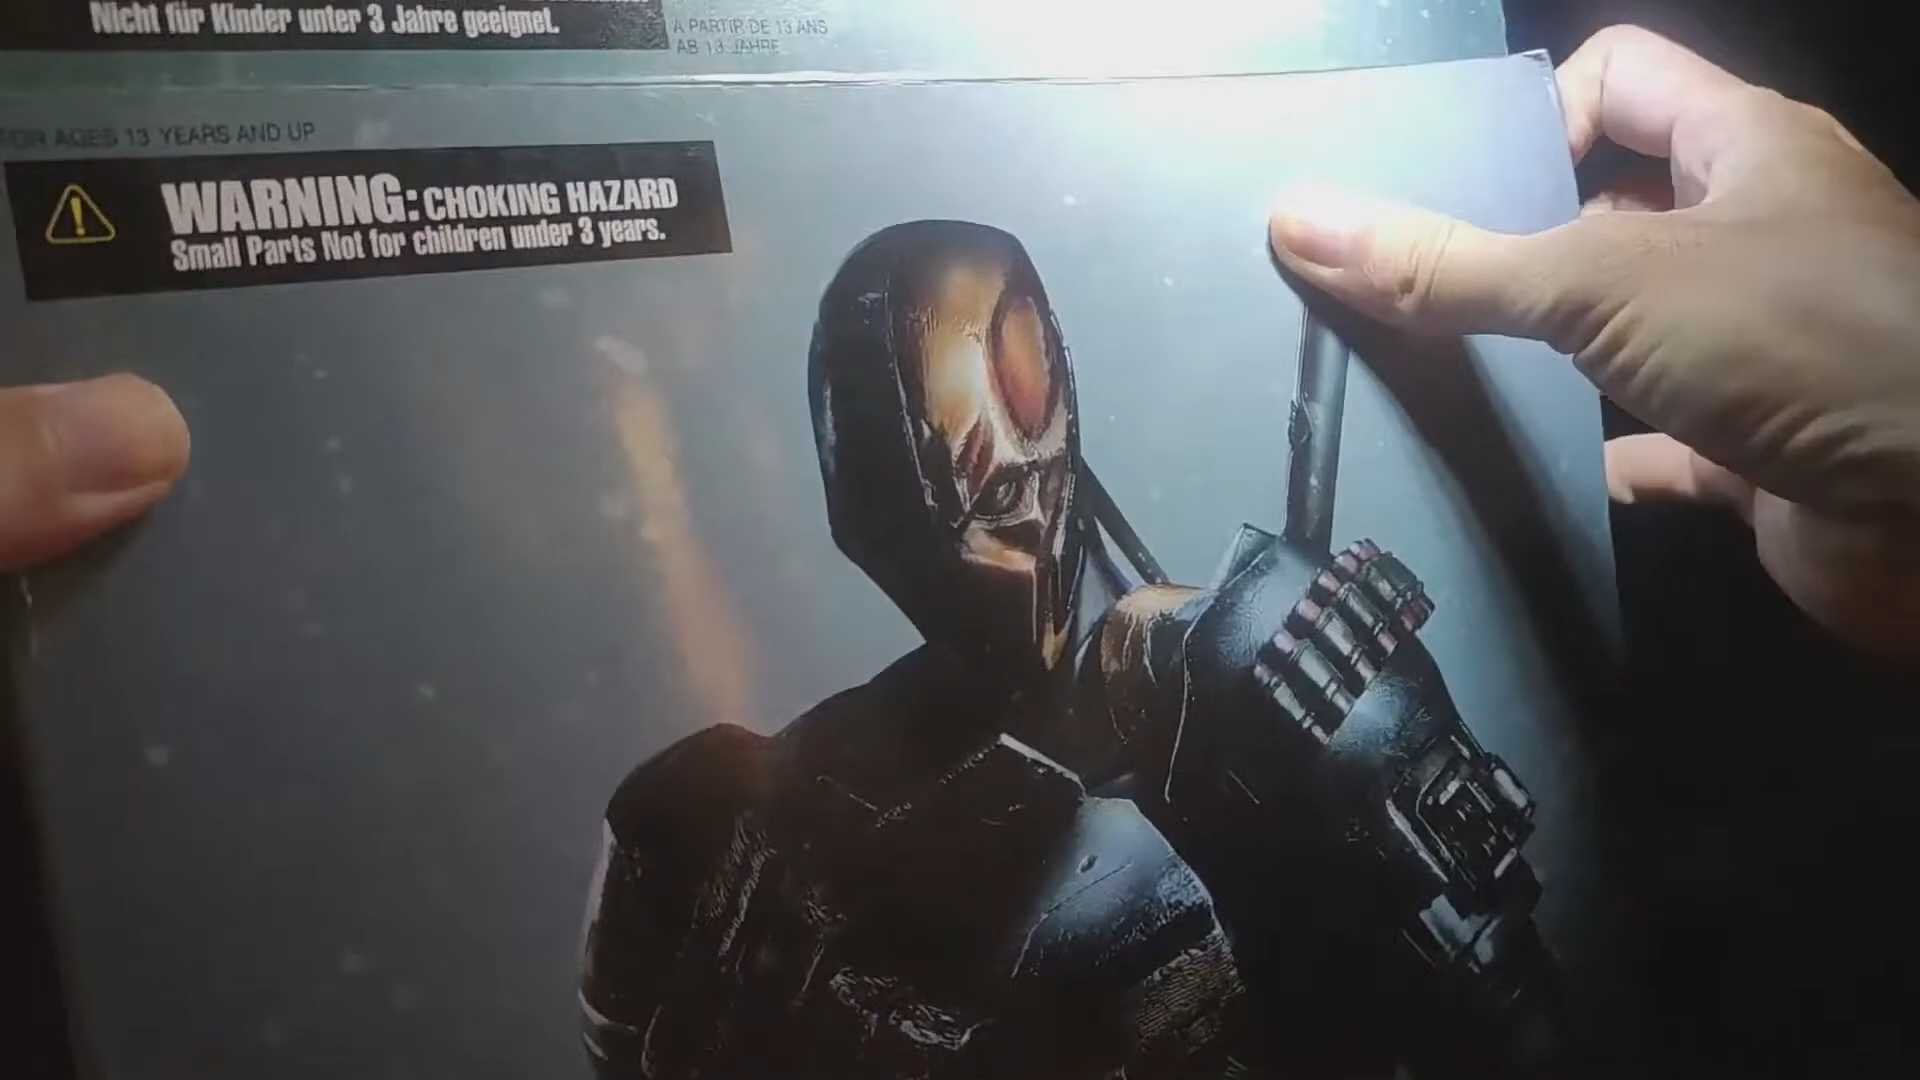 Nicht für Kinder unter 3 Jahre geeignet.
A PARTIR DE 13 ANS
AB 13 JAHRE
FOR AGES 13 YEARS AND UP
WARNING: CHOKING HAZARD
Small Parts Not for children under 3 years.